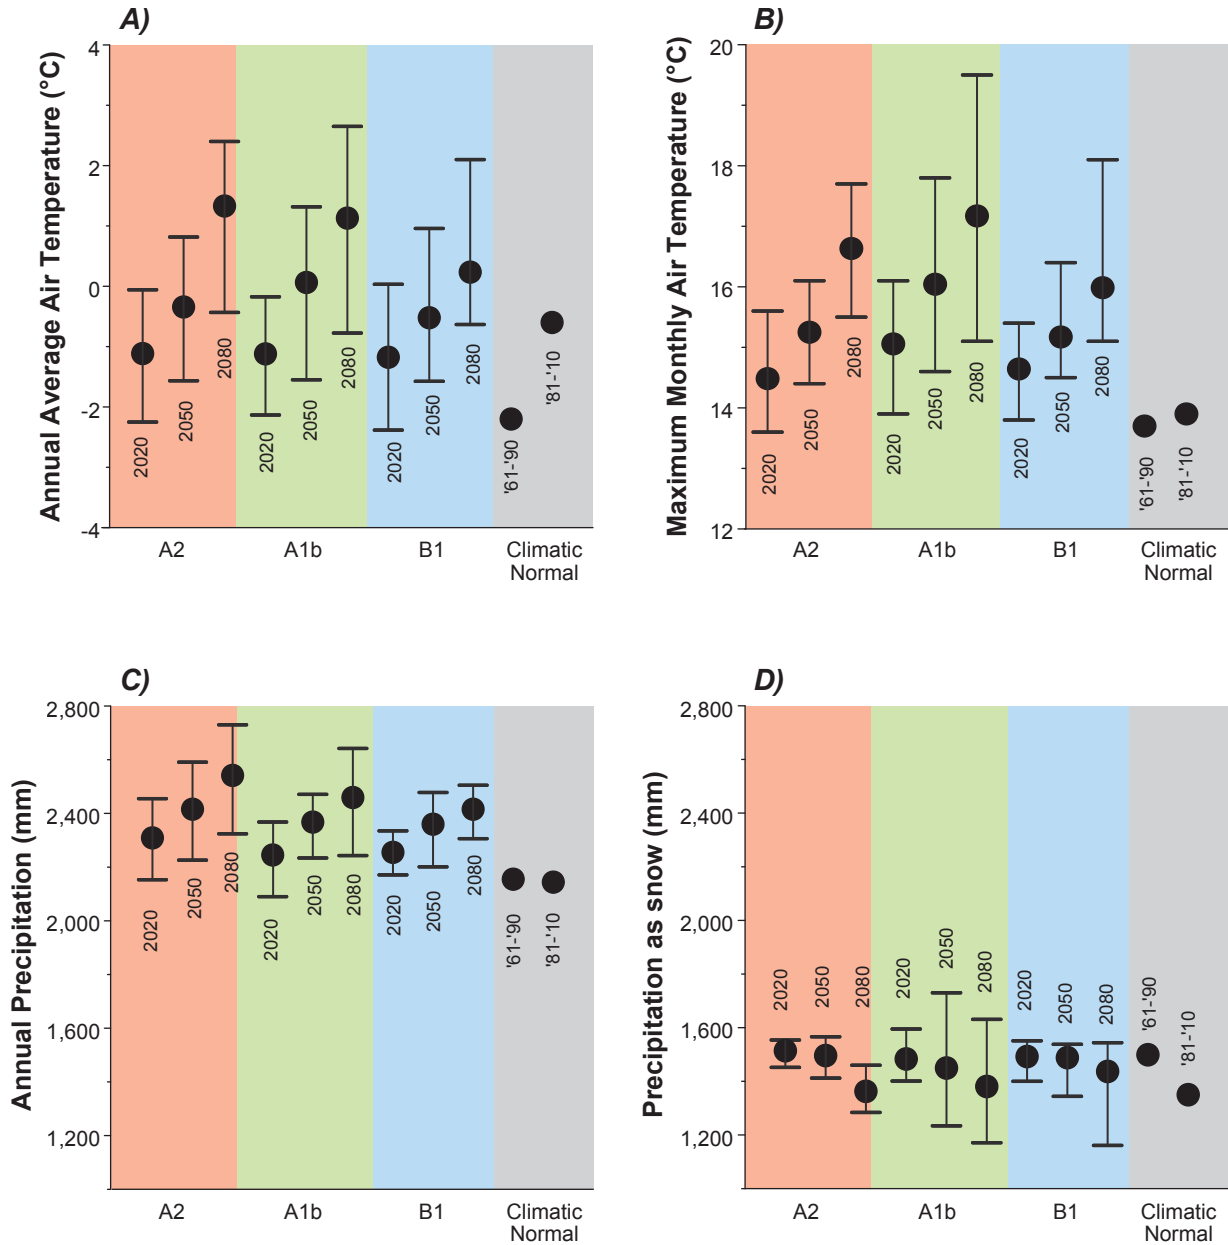 A)
Annual Average Air Temperature (°C)
4
2
0
-2
-4
2020
2050
2080
2020
2050
2080
2020
2050
2080
'61-'90
'81-'10
A2
A1b
B1
Climatic
Normal
B)
Maximum Monthly Air Temperature (°C)
20
18
16
14
12
2020
2050
2080
2020
2050
2080
2020
2050
2080
'61-'90
'81-'10
A2
A1b
B1
Climatic
Normal
C)
Annual Precipitation (mm)
2,800
2,400
2,000
1,600
1,200
2020
2050
2080
2020
2050
2080
2020
2050
2080
'61-'90
'81-'10
A2
A1b
B1
Climatic
Normal
D)
Precipitation as snow (mm)
2,800
2,400
2,000
1,600
1,200
2020
2050
2080
2020
2050
2080
2020
2050
2080
'61-'90
'81-'10
A2
A1b
B1
Climatic
Normal